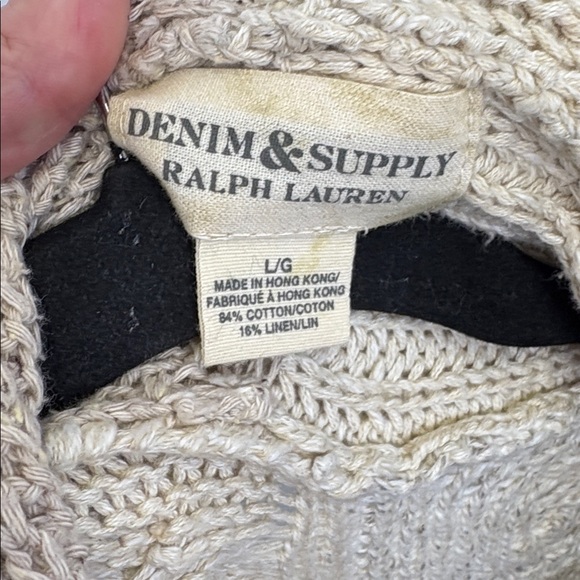 DENIM & SUPPLY
RALPH LAUREN
L/G
MADE IN HONG KONG/
FABRIQUÉ À HONG KONG
84% COTTON/COTON
16% LINEN/LIN